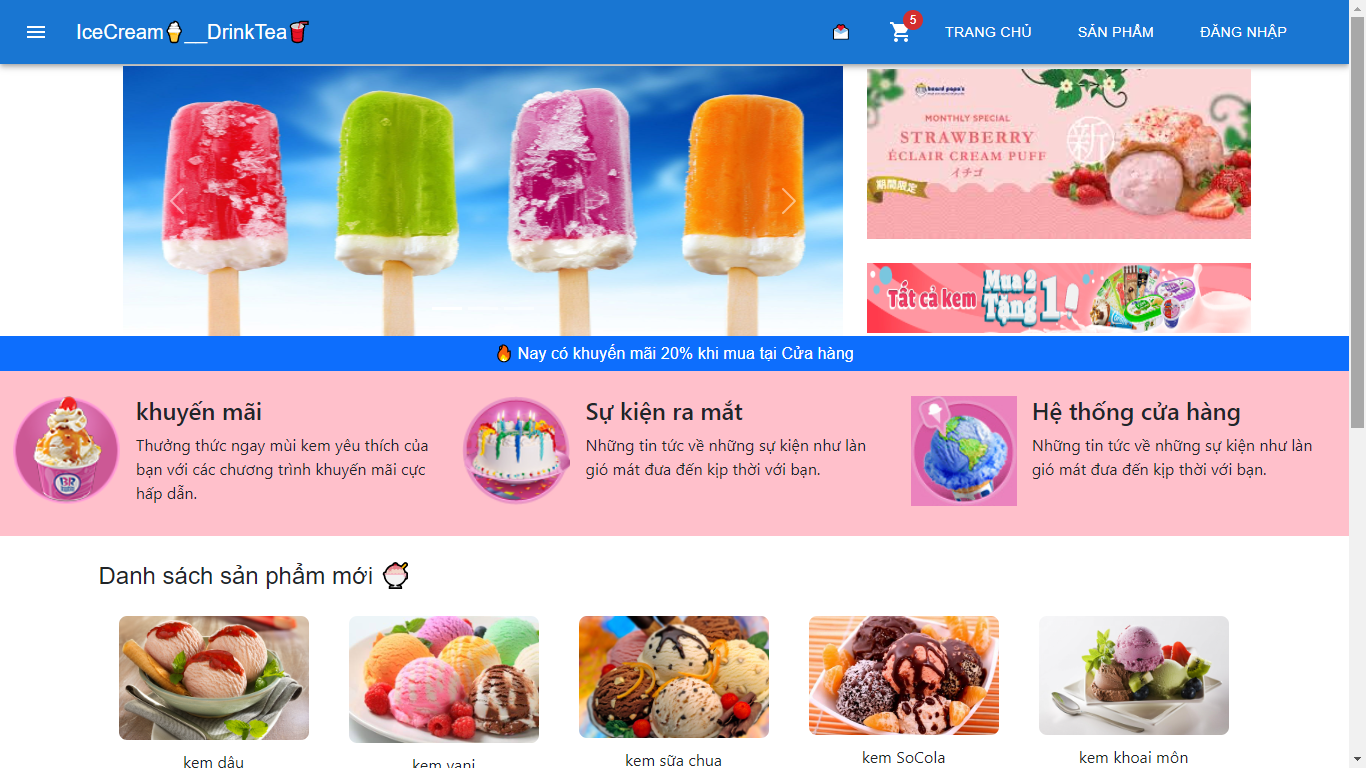 IceCream🍦__DrinkTea🥤
5
TRANG CHỦ
SẢN PHẨM
ĐĂNG NHẬP
beard papa's
MONTHLY SPECIAL
STRAWBERRY
ÉCLAIR CREAM PUFF
イチゴ
新
期間限定
Tất cả kem
Mua 2
Tặng 1
🔥 Nay có khuyến mãi 20% khi mua tại Cửa hàng
khuyến mãi
Thưởng thức ngay mùi kem yêu thích của
bạn với các chương trình khuyến mãi cực
hấp dẫn.
BR
Sự kiện ra mắt
Những tin tức về những sự kiện như làn
gió mát đưa đến kịp thời với bạn.
Hệ thống cửa hàng
Những tin tức về những sự kiện như làn
gió mát đưa đến kịp thời với bạn.
Danh sách sản phẩm mới 🍧
kem dâu
kem vani
kem sữa chua
kem SoCola
kem khoai môn